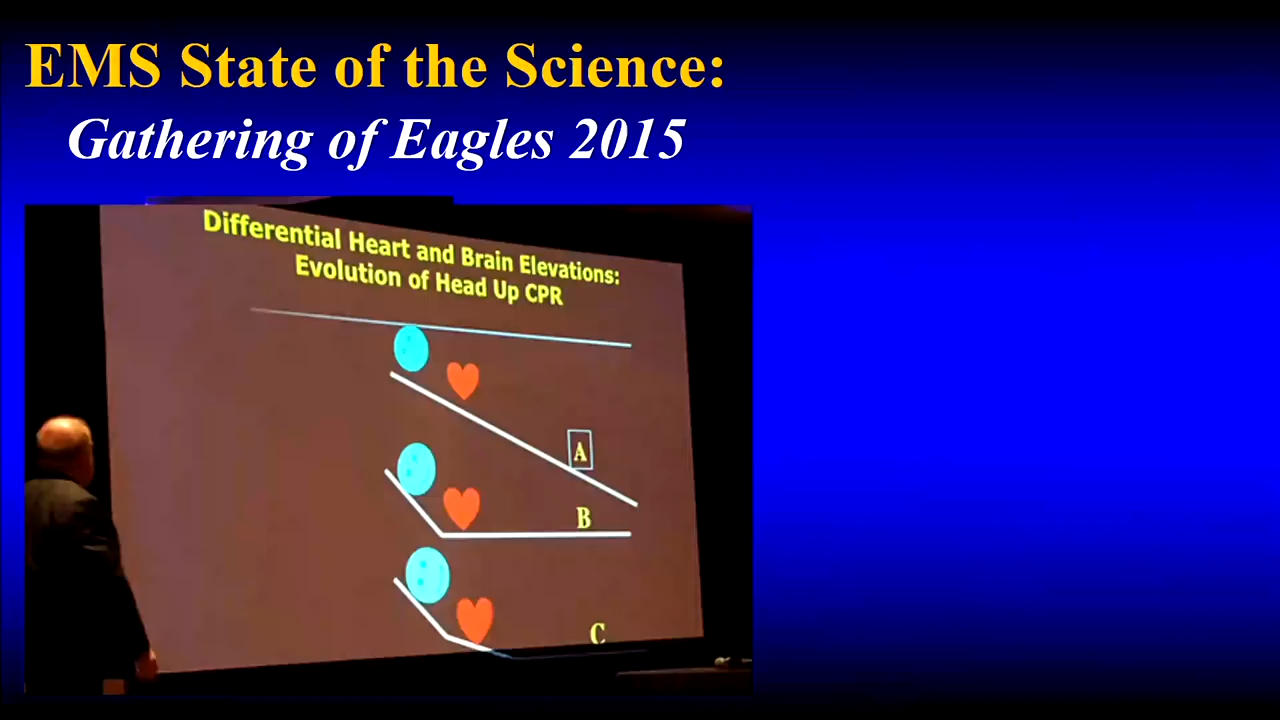 EMS State of the Science:
Gathering of Eagles 2015
Differential Heart and Brain Elevations:
Evolution of Head Up CPR
A
B
C